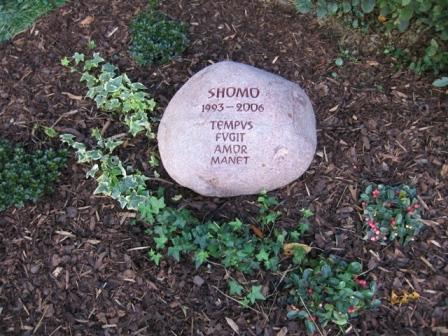 SHOMO
1993-2006
TEMPVS
FVGIT
AMOR
MANET